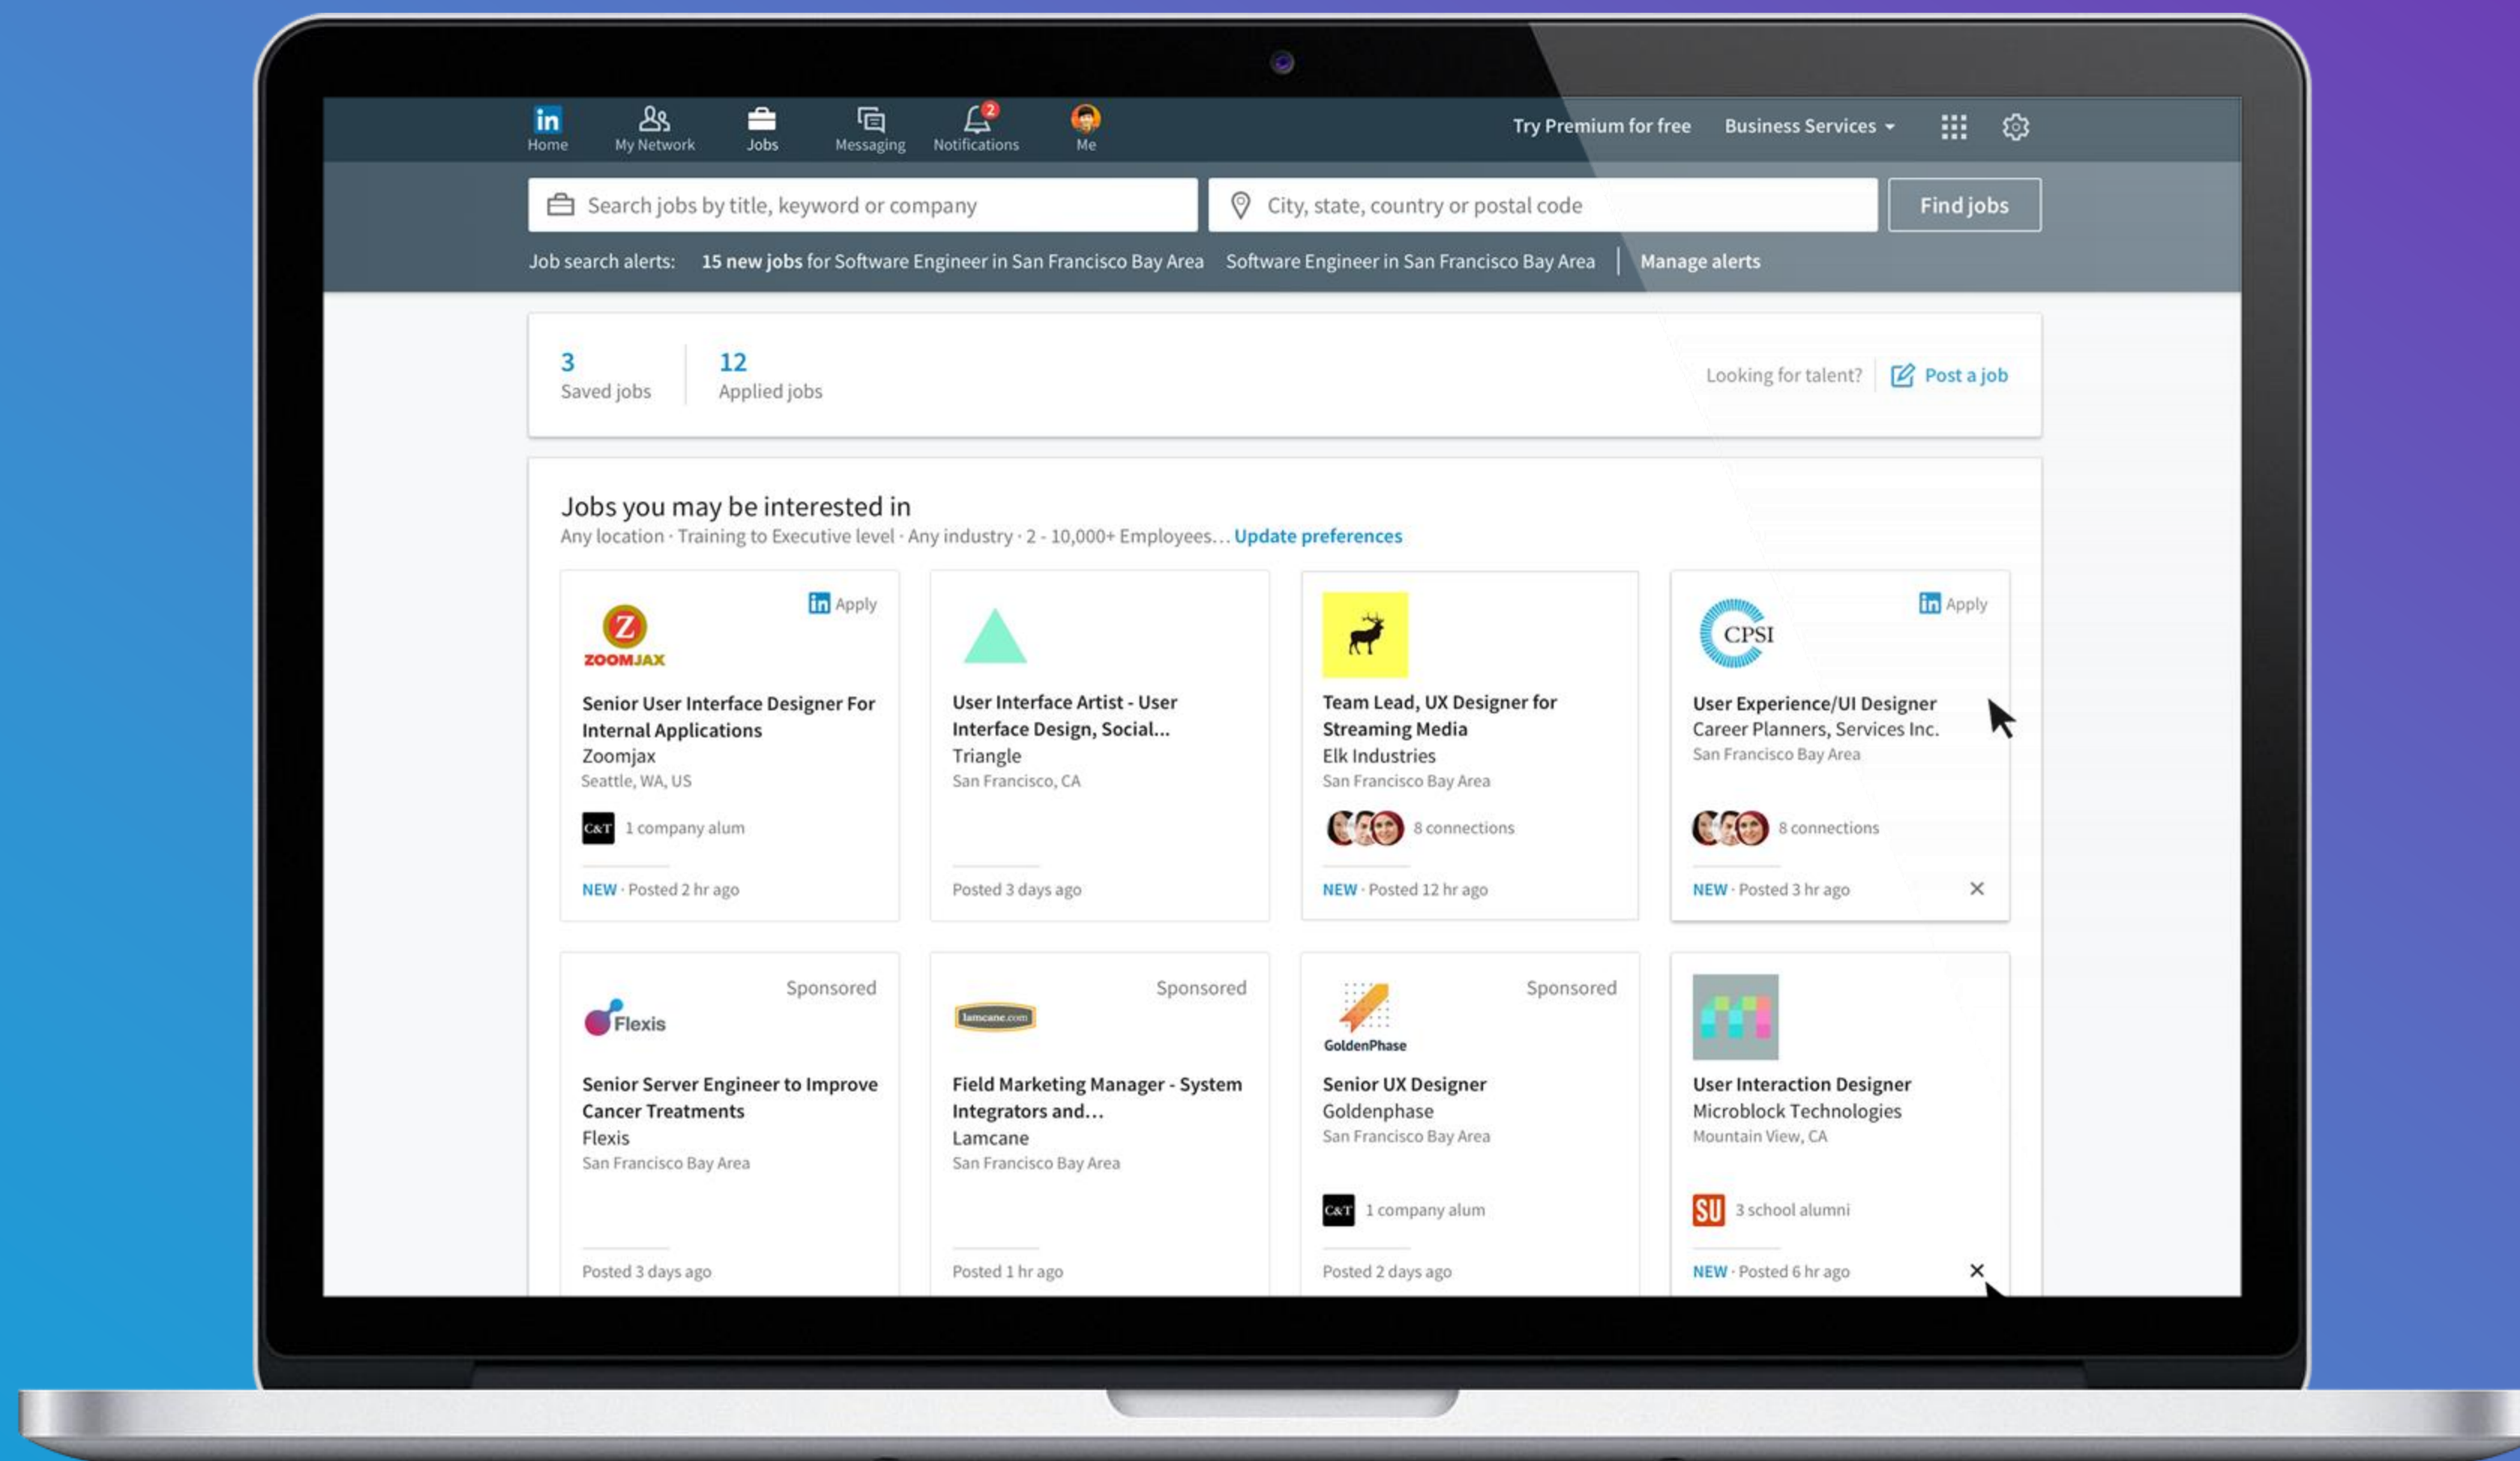 in
2
Home
My Network
Jobs
Messaging
Notifications
Me
Try Premium for free
Business Services
Search jobs by title, keyword or company
City, state, country or postal code
Find jobs
Job search alerts: 15 new jobs for Software Engineer in San Francisco Bay Area Software Engineer in San Francisco Bay Area Manage alerts
3
Saved jobs
12
Applied jobs
Looking for talent?
Post a job
Jobs you may be interested in
Any location · Training to Executive level · Any industry · 2 - 10,000+ Employees… Update preferences
in Apply
Z
ZOOMJAX
Senior User Interface Designer For
Internal Applications
Zoomjax
Seattle, WA, US
C&T 1 company alum
NEW · Posted 2 hr ago
User Interface Artist - User
Interface Design, Social...
Triangle
San Francisco, CA
Posted 3 days ago
Team Lead, UX Designer for
Streaming Media
Elk Industries
San Francisco Bay Area
8 connections
NEW · Posted 12 hr ago
in Apply
CPSI
User Experience/UI Designer
Career Planners, Services Inc.
San Francisco Bay Area
8 connections
NEW · Posted 3 hr ago
Sponsored
Flexis
Senior Server Engineer to Improve
Cancer Treatments
Flexis
San Francisco Bay Area
Posted 3 days ago
Sponsored
lamcane.com
Field Marketing Manager - System
Integrators and…
Lamcane
San Francisco Bay Area
Posted 1 hr ago
Sponsored
GoldenPhase
Senior UX Designer
Goldenphase
San Francisco Bay Area
C&T 1 company alum
Posted 2 days ago
User Interaction Designer
Microblock Technologies
Mountain View, CA
SU 3 school alumni
NEW · Posted 6 hr ago